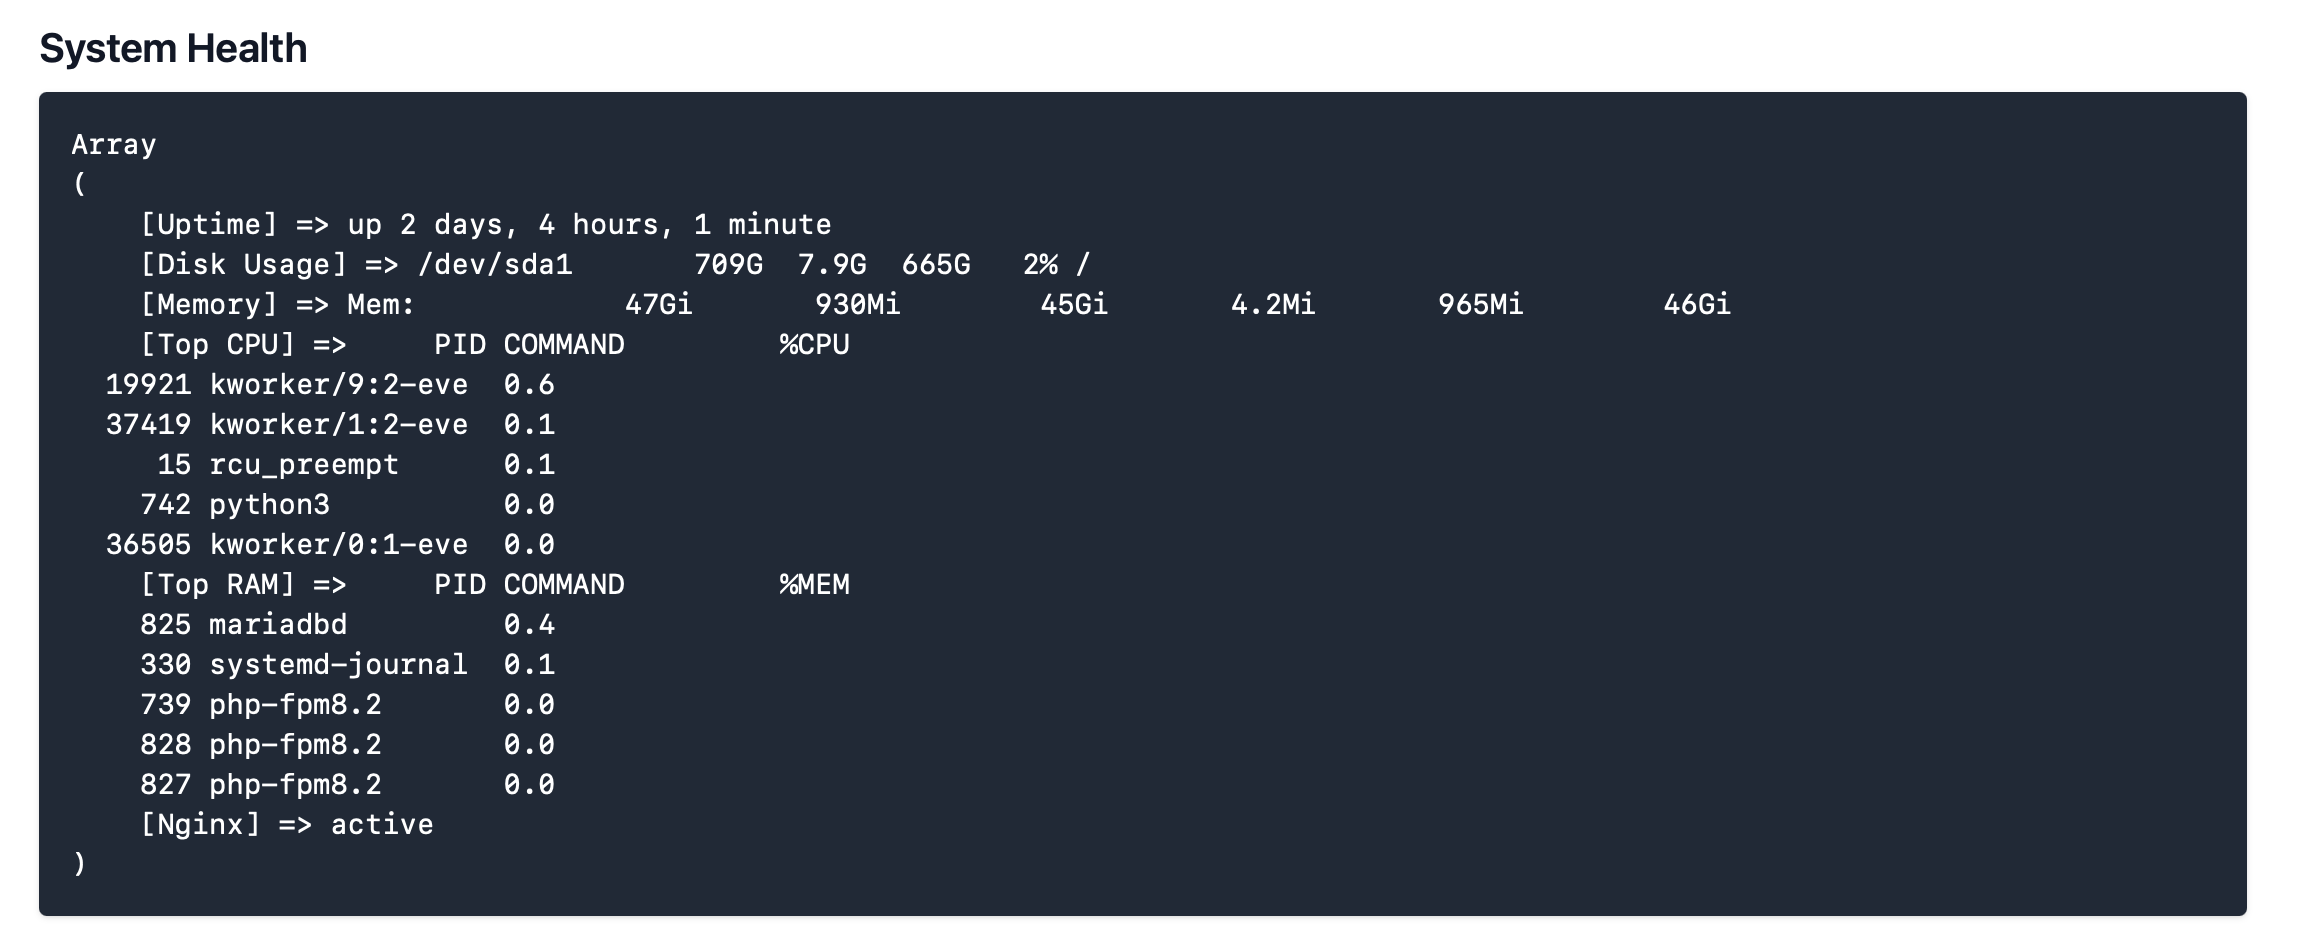 System Health
Array
(
    [Uptime] => up 2 days, 4 hours, 1 minute
    [Disk Usage] => /dev/sda1       709G  7.9G  665G   2% /
    [Memory] => Mem:            47Gi       930Mi        45Gi       4.2Mi       965Mi        46Gi
    [Top CPU] =>     PID COMMAND         %CPU
  19921 kworker/9:2-eve  0.6
  37419 kworker/1:2-eve  0.1
     15 rcu_preempt      0.1
    742 python3          0.0
  36505 kworker/0:1-eve  0.0
    [Top RAM] =>     PID COMMAND         %MEM
    825 mariadbd         0.4
    330 systemd-journal  0.1
    739 php-fpm8.2       0.0
    828 php-fpm8.2       0.0
    827 php-fpm8.2       0.0
    [Nginx] => active
)